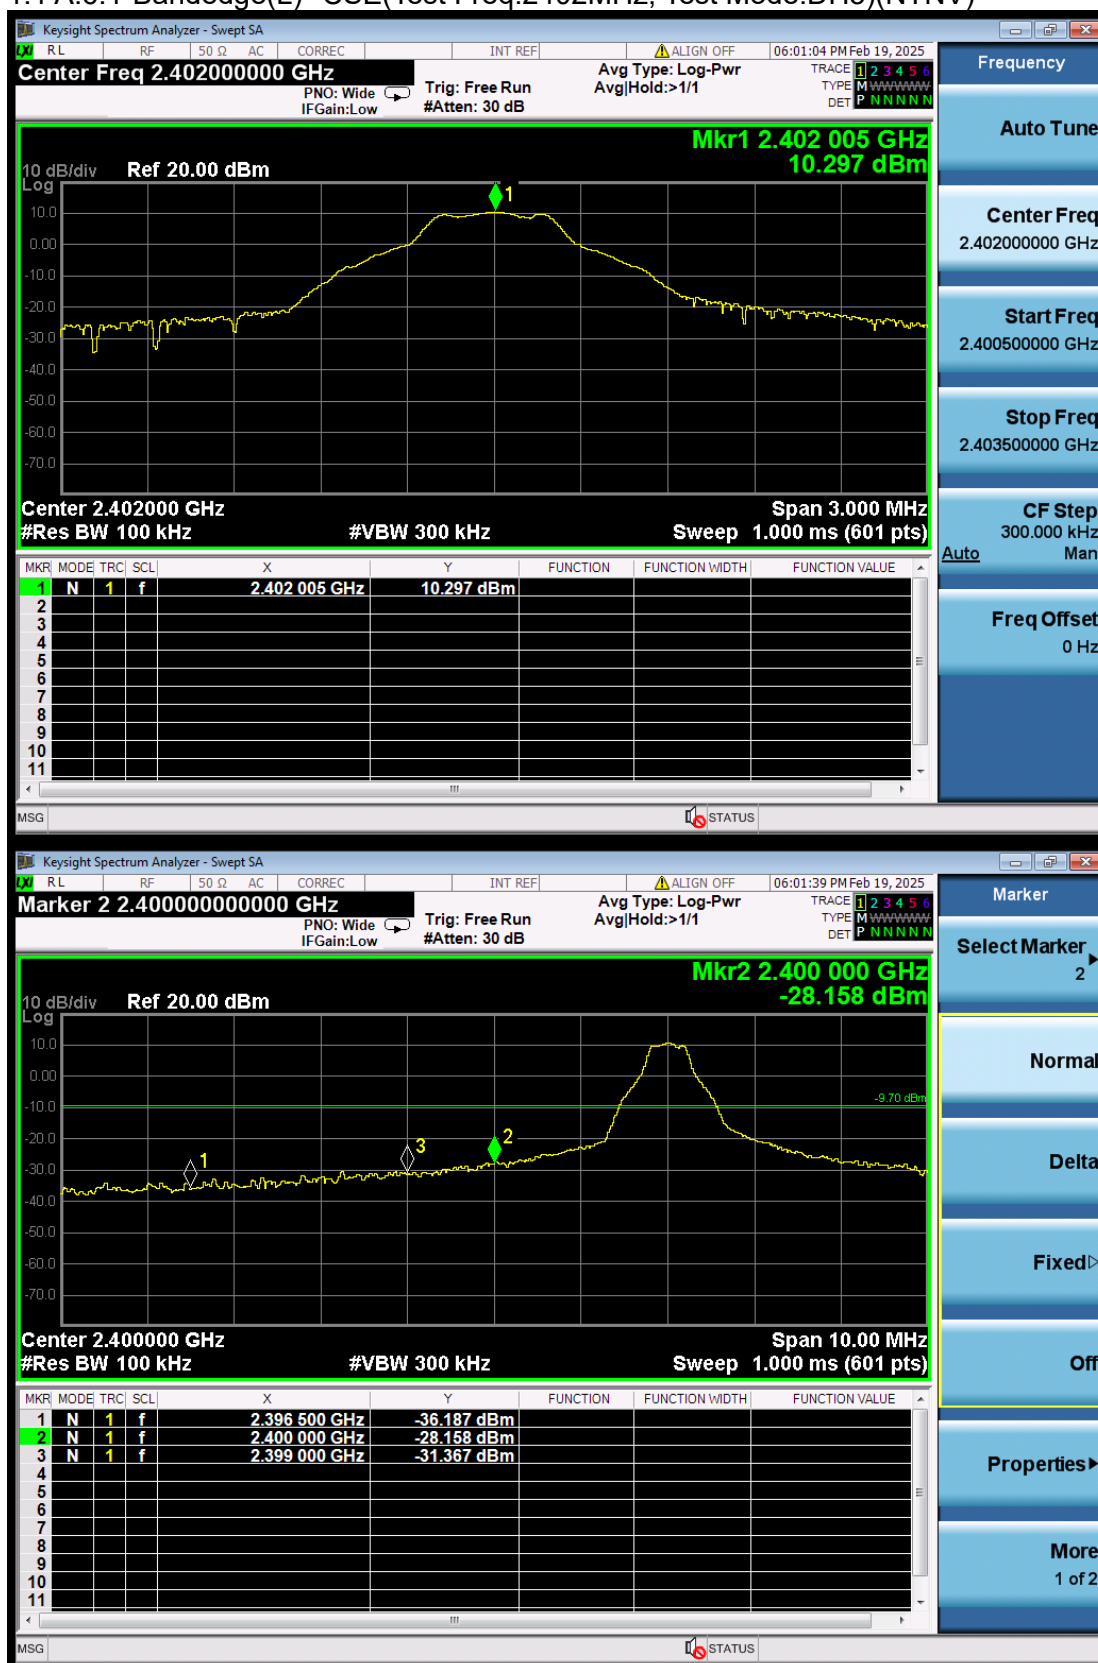 Keysight Spectrum Analyzer - Swept SA
LXI RL RF 50 Ω AC CORREC INT REF ALIGN OFF 06:01:04 PM Feb 19, 2025
Center Freq 2.402000000 GHz
PNO: Wide
IFGain:Low
Trig: Free Run
#Atten: 30 dB
Avg Type: Log-Pwr
Avg|Hold:>1/1
TRACE 1 2 3 4 5 6
TYPE M WWWWW
DET P N N N N N
Mkr1 2.402 005 GHz
10.297 dBm
10 dB/div Ref 20.00 dBm
Log
1
10.0
0.00
-10.0
-20.0
-30.0
-40.0
-50.0
-60.0
-70.0
Center 2.402000 GHz Span 3.000 MHz
#Res BW 100 kHz #VBW 300 kHz Sweep 1.000 ms (601 pts)
MKR MODE TRC SCL X Y FUNCTION FUNCTION WIDTH FUNCTION VALUE
1 N 1 f 2.402 005 GHz 10.297 dBm
2
3
4
5
6
7
8
9
10
11
MSG STATUS
Frequency
Auto Tune
Center Freq
2.402000000 GHz
Start Freq
2.400500000 GHz
Stop Freq
2.403500000 GHz
CF Step
300.000 kHz
Auto Man
Freq Offset
0 Hz
Keysight Spectrum Analyzer - Swept SA
LXI RL RF 50 Ω AC CORREC INT REF ALIGN OFF 06:01:39 PM Feb 19, 2025
Marker 2 2.400000000000 GHz
PNO: Wide
IFGain:Low
Trig: Free Run
#Atten: 30 dB
Avg Type: Log-Pwr
Avg|Hold:>1/1
TRACE 1 2 3 4 5 6
TYPE M WWWWW
DET P N N N N N
Mkr2 2.400 000 GHz
-28.158 dBm
10 dB/div Ref 20.00 dBm
Log
10.0
0.00
-10.0
-9.70 dBm
-20.0
1
3
2
-30.0
-40.0
-50.0
-60.0
-70.0
Center 2.400000 GHz Span 10.00 MHz
#Res BW 100 kHz #VBW 300 kHz Sweep 1.000 ms (601 pts)
MKR MODE TRC SCL X Y FUNCTION FUNCTION WIDTH FUNCTION VALUE
1 N 1 f 2.396 500 GHz -36.187 dBm
2 N 1 f 2.400 000 GHz -28.158 dBm
3 N 1 f 2.399 000 GHz -31.367 dBm
4
5
6
7
8
9
10
11
MSG STATUS
Marker
Select Marker
2
Normal
Delta
Fixed
Off
Properties
More
1 of 2